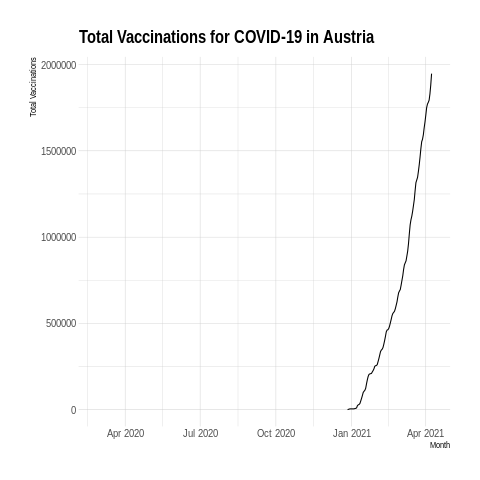 Total Vaccinations for COVID-19 in Austria
Total Vaccinations
2000000
1500000
1000000
500000
0
Apr 2020 Jul 2020 Oct 2020 Jan 2021 Apr 2021
Month